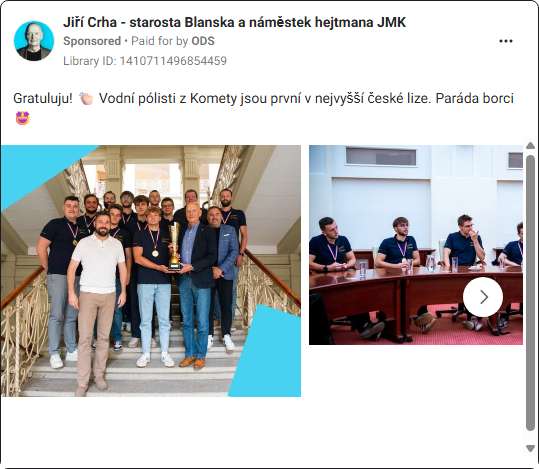 Jiří Crha - starosta Blanska a náměstek hejtmana JMK
Sponsored • Paid for by ODS
Library ID: 1410711496854459
Gratuluju! 👏🏻 Vodní pólisti z Komety jsou první v nejvyšší české lize. Paráda borci
🤩